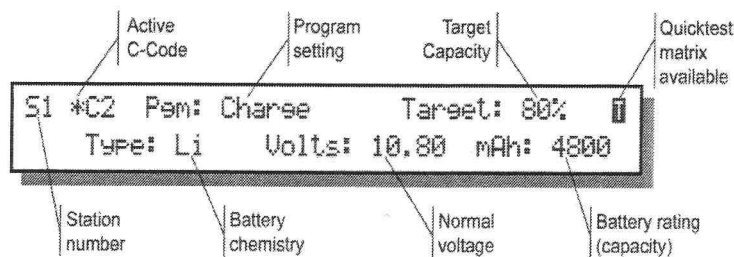 Active
C-Code
Program
setting
Target
Capacity
Quicktest
matrix
available
S1 *C2 Pgm: Charge Target: 80% T
Type: Li Volts: 10.80 mAh: 4800
Station
number
Battery
chemistry
Normal
voltage
Battery rating
(capacity)